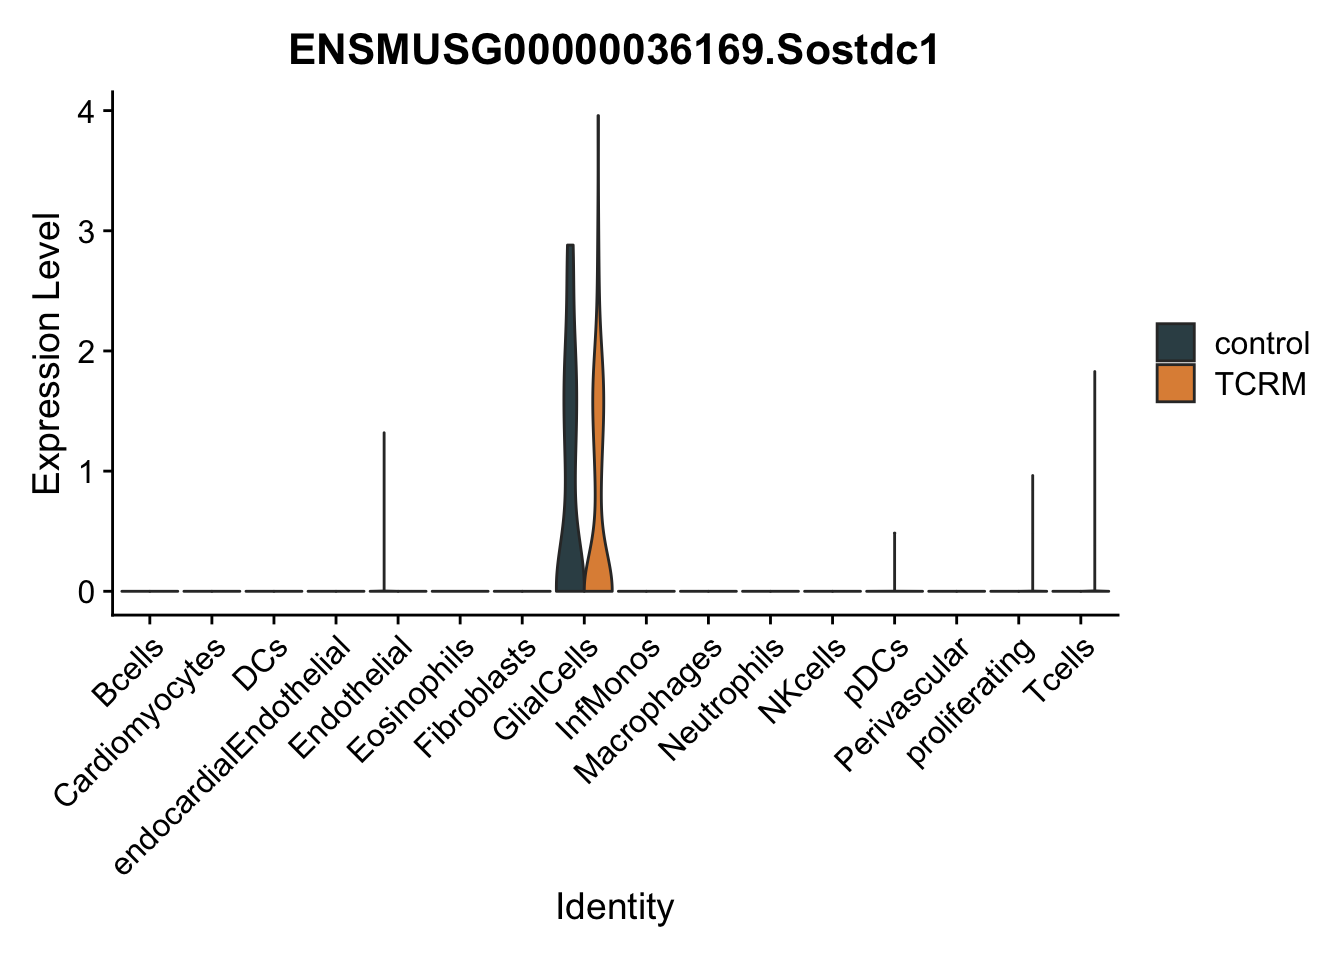 ENSMUSG00000036169.Sostdc1
Expression Level
4
3
2
1
0
control
TCRM
Bcells
Cardiomyocytes
DCs
endocardialEndothelial
Endothelial
Eosinophils
Fibroblasts
GlialCells
InfMonos
Macrophages
Neutrophils
NKcells
pDCs
Perivascular
proliferating
Tcells
Identity